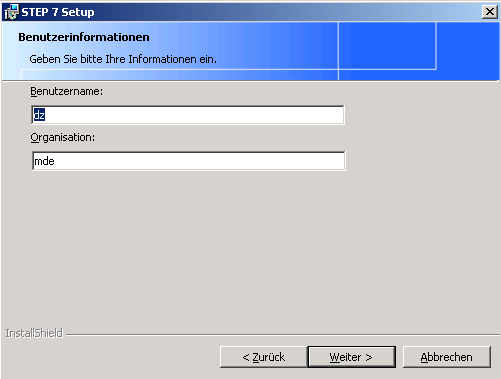 STEP 7 Setup
Benutzerinformationen
Geben Sie bitte Ihre Informationen ein.
Benutzername:
dz
Organisation:
mde
InstallShield
< Zurück
Weiter >
Abbrechen